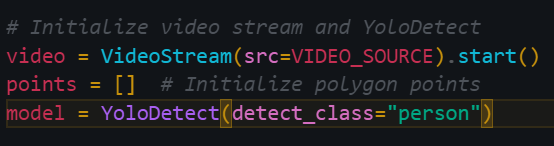 # Initialize video stream and YoloDetect
video = VideoStream(src=VIDEO_SOURCE).start()
points = []  # Initialize polygon points
model = YoloDetect(detect_class="person")